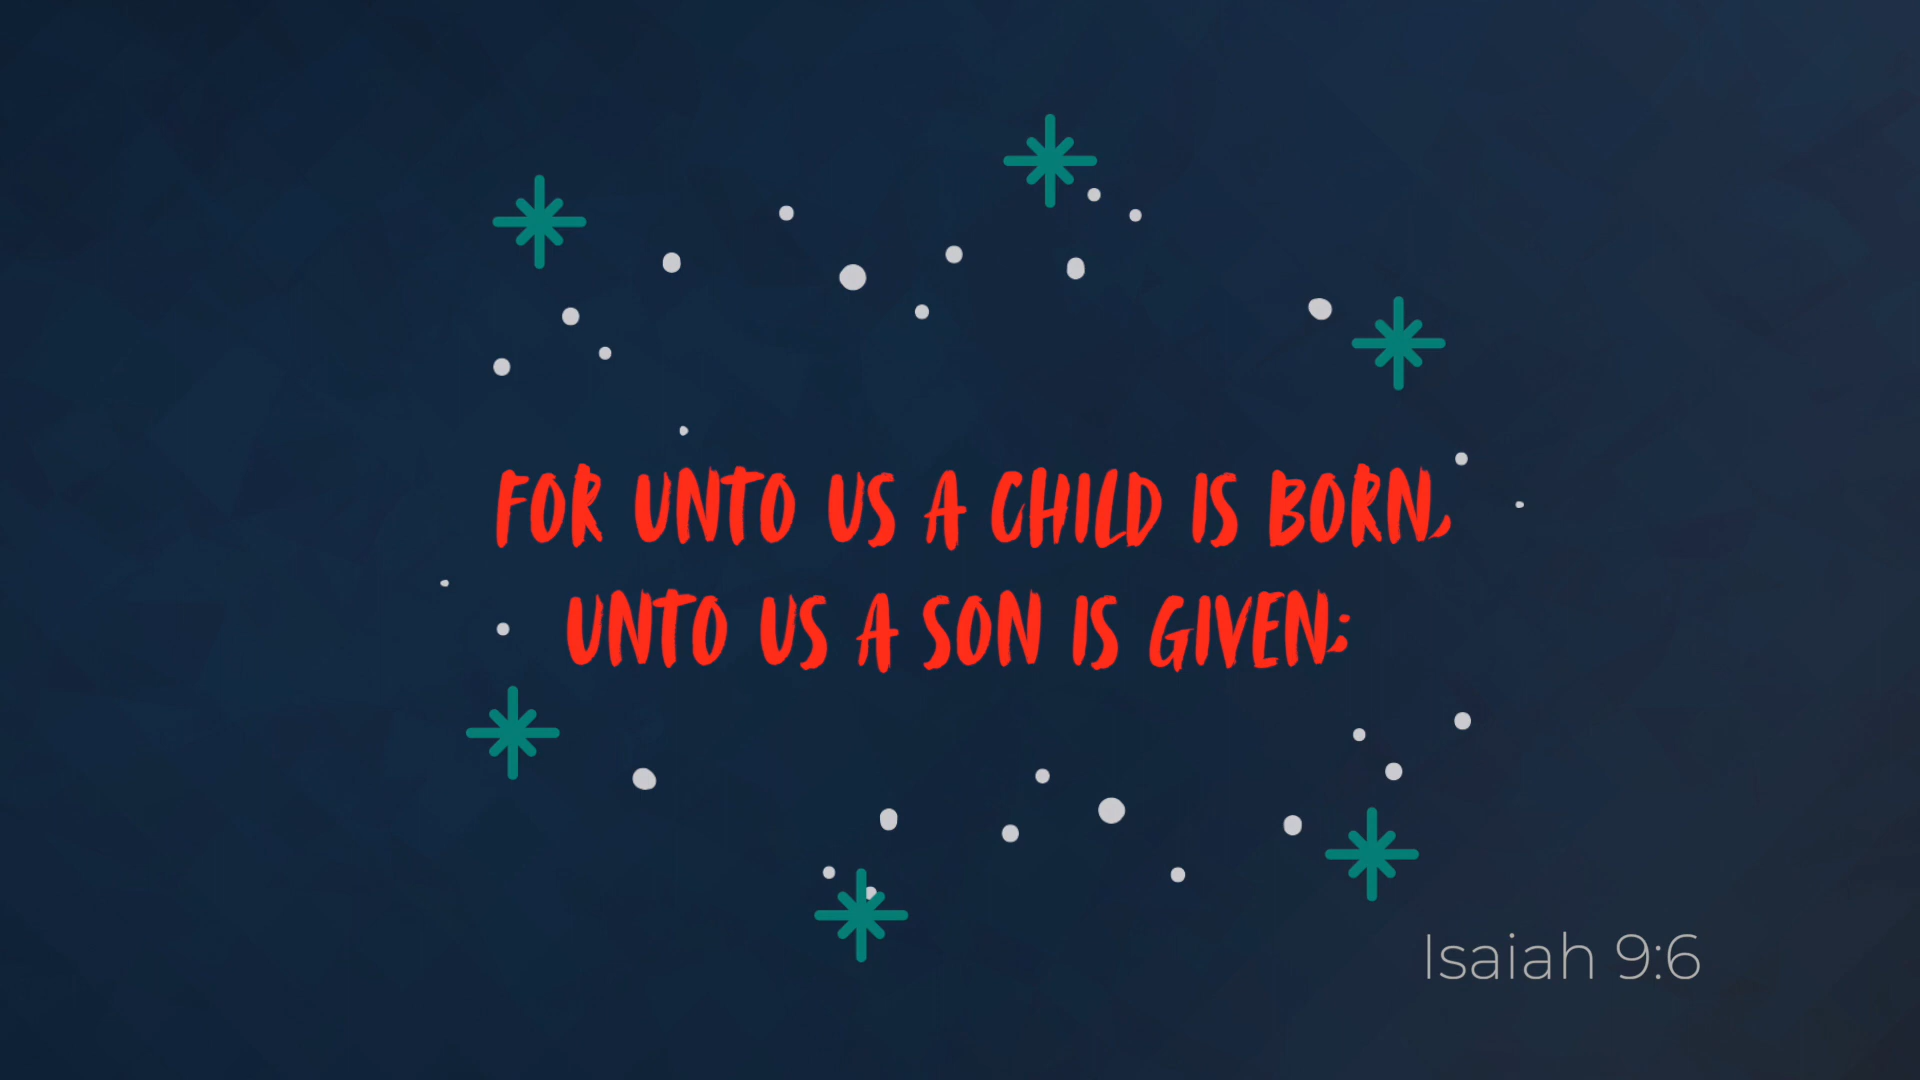 FOR UNTO US A CHILD IS BORN,
UNTO US A SON IS GIVEN:
Isaiah 9:6